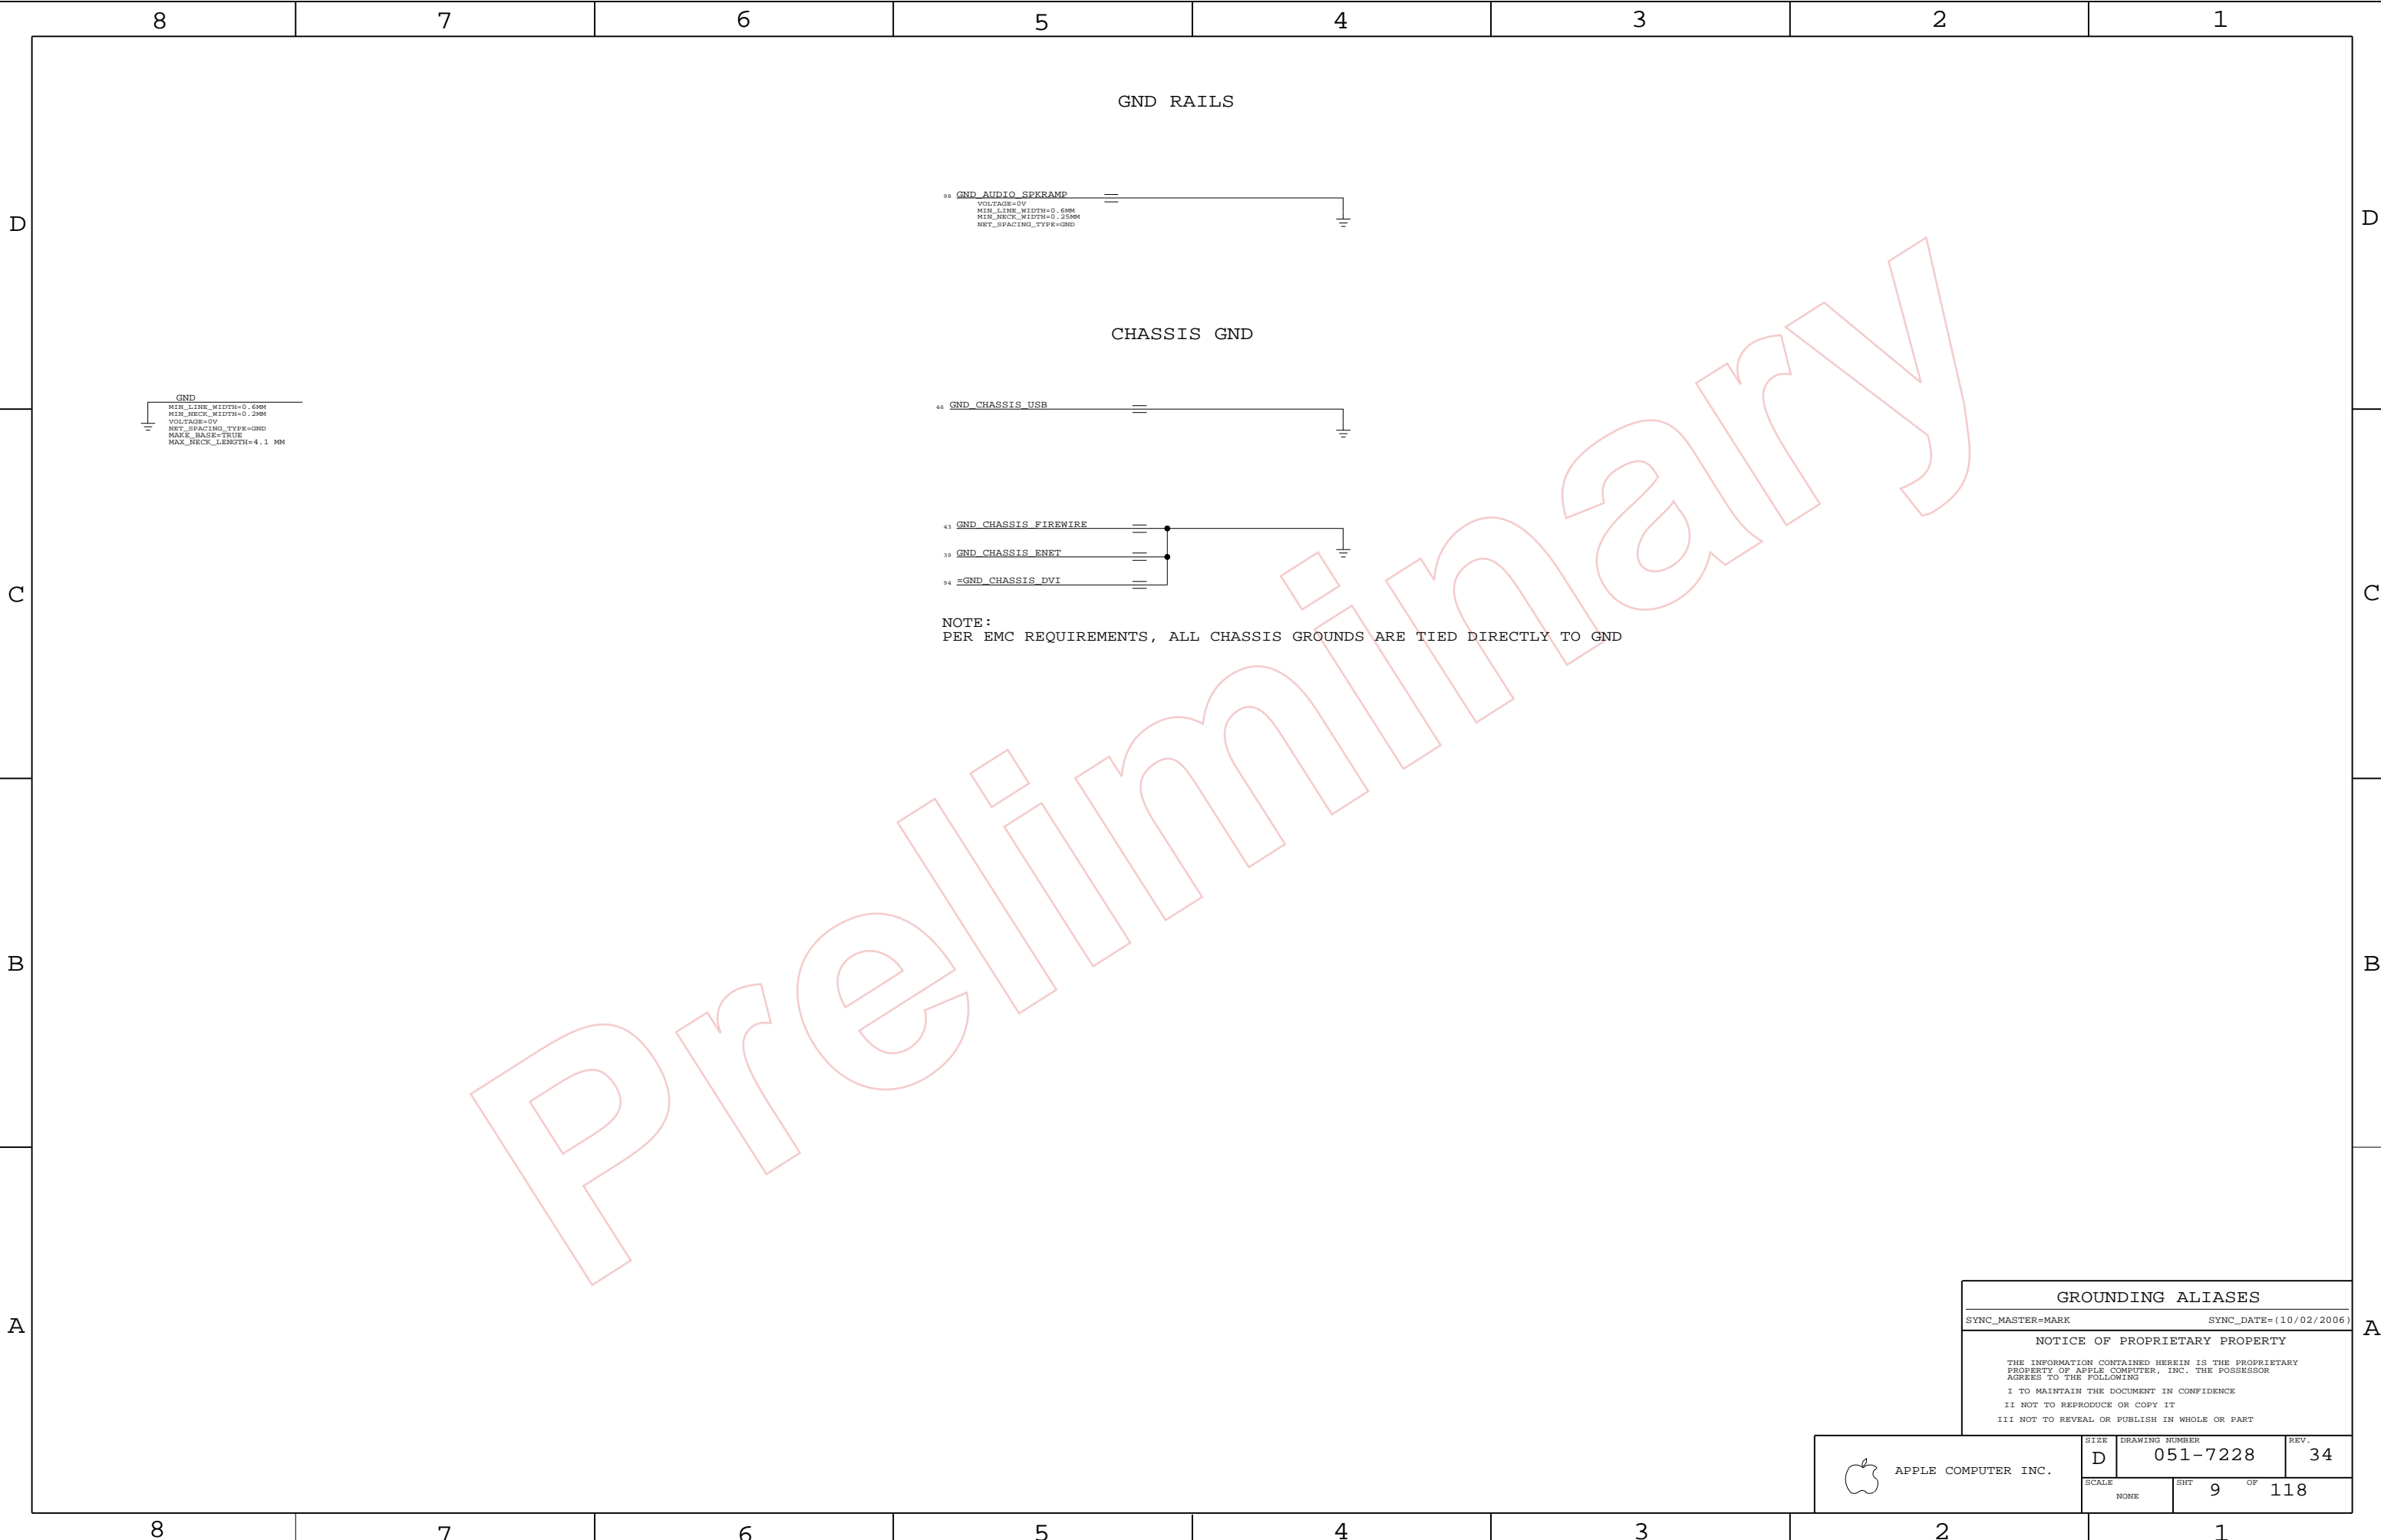 8 7 6 5 4 3 2 1
GND RAILS
98 GND_AUDIO_SPKRAMP
VOLTAGE=0V
MIN_LINE_WIDTH=0.6MM
MIN_NECK_WIDTH=0.25MM
NET_SPACING_TYPE=GND
D D
CHASSIS GND
GND
MIN_LINE_WIDTH=0.6MM
MIN_NECK_WIDTH=0.2MM
VOLTAGE=0V
NET_SPACING_TYPE=GND
MAKE_BASE=TRUE
MAX_NECK_LENGTH=4.1 MM
46 GND_CHASSIS_USB
43 GND_CHASSIS_FIREWIRE
39 GND_CHASSIS_ENET
94 =GND_CHASSIS_DVI
C C
NOTE:
PER EMC REQUIREMENTS, ALL CHASSIS GROUNDS ARE TIED DIRECTLY TO GND
Preliminary
B B
A A
GROUNDING ALIASES
SYNC_MASTER=MARK SYNC_DATE=(10/02/2006)
NOTICE OF PROPRIETARY PROPERTY
THE INFORMATION CONTAINED HEREIN IS THE PROPRIETARY
PROPERTY OF APPLE COMPUTER, INC. THE POSSESSOR
AGREES TO THE FOLLOWING
I TO MAINTAIN THE DOCUMENT IN CONFIDENCE
II NOT TO REPRODUCE OR COPY IT
III NOT TO REVEAL OR PUBLISH IN WHOLE OR PART
APPLE COMPUTER INC.
SIZE DRAWING NUMBER REV.
D 051-7228 34
SCALE SHT OF
NONE 9 118
8 7 6 5 4 3 2 1